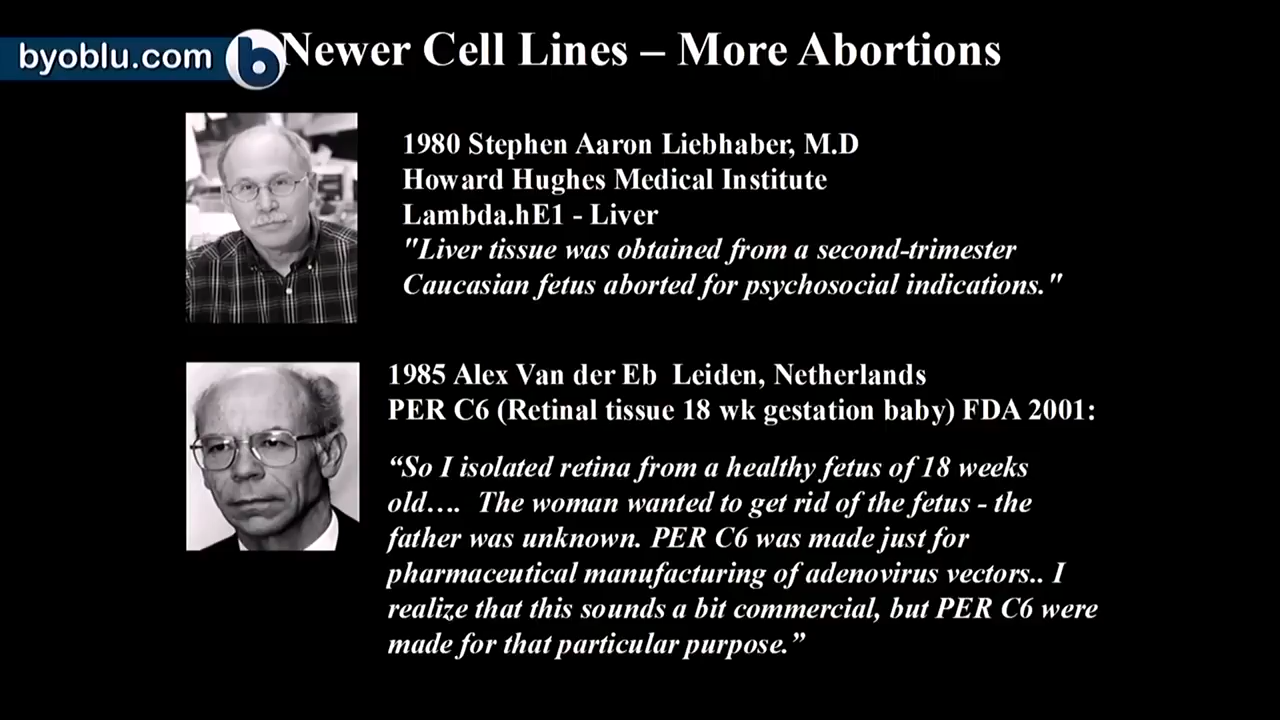 byoblu.com b
Newer Cell Lines – More Abortions
1980 Stephen Aaron Liebhaber, M.D
Howard Hughes Medical Institute
Lambda.hE1 - Liver
"Liver tissue was obtained from a second-trimester
Caucasian fetus aborted for psychosocial indications."
1985 Alex Van der Eb  Leiden, Netherlands
PER C6 (Retinal tissue 18 wk gestation baby) FDA 2001:
“So I isolated retina from a healthy fetus of 18 weeks
old….  The woman wanted to get rid of the fetus - the
father was unknown. PER C6 was made just for
pharmaceutical manufacturing of adenovirus vectors.. I
realize that this sounds a bit commercial, but PER C6 were
made for that particular purpose.”